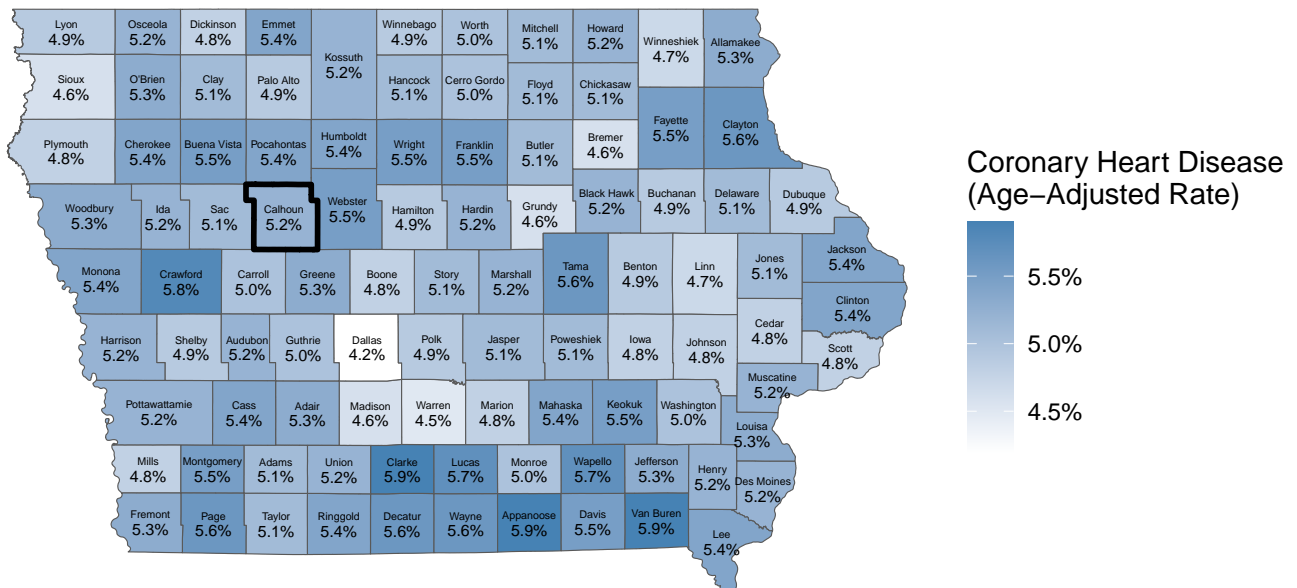 Lyon
4.9%
Osceola
5.2%
Dickinson
4.8%
Emmet
5.4%
Kossuth
5.2%
Winnebago
4.9%
Worth
5.0%
Mitchell
5.1%
Howard
5.2%
Winneshiek
4.7%
Allamakee
5.3%
Sioux
4.6%
O'Brien
5.3%
Clay
5.1%
Palo Alto
4.9%
Hancock
5.1%
Cerro Gordo
5.0%
Floyd
5.1%
Chickasaw
5.1%
Fayette
5.5%
Clayton
5.6%
Plymouth
4.8%
Cherokee
5.4%
Buena Vista
5.5%
Pocahontas
5.4%
Humboldt
5.4%
Wright
5.5%
Franklin
5.5%
Butler
5.1%
Bremer
4.6%
Woodbury
5.3%
Ida
5.2%
Sac
5.1%
Calhoun
5.2%
Webster
5.5%
Hamilton
4.9%
Hardin
5.2%
Grundy
4.6%
Black Hawk
5.2%
Buchanan
4.9%
Delaware
5.1%
Dubuque
4.9%
Monona
5.4%
Crawford
5.8%
Carroll
5.0%
Greene
5.3%
Boone
4.8%
Story
5.1%
Marshall
5.2%
Tama
5.6%
Benton
4.9%
Linn
4.7%
Jones
5.1%
Jackson
5.4%
Clinton
5.4%
Harrison
5.2%
Shelby
4.9%
Audubon
5.2%
Guthrie
5.0%
Dallas
4.2%
Polk
4.9%
Jasper
5.1%
Poweshiek
5.1%
Iowa
4.8%
Johnson
4.8%
Cedar
4.8%
Scott
4.8%
Muscatine
5.2%
Pottawattamie
5.2%
Cass
5.4%
Adair
5.3%
Madison
4.6%
Warren
4.5%
Marion
4.8%
Mahaska
5.4%
Keokuk
5.5%
Washington
5.0%
Louisa
5.3%
Mills
4.8%
Montgomery
5.5%
Adams
5.1%
Union
5.2%
Clarke
5.9%
Lucas
5.7%
Monroe
5.0%
Wapello
5.7%
Jefferson
5.3%
Henry
5.2%
Des Moines
5.2%
Fremont
5.3%
Page
5.6%
Taylor
5.1%
Ringgold
5.4%
Decatur
5.6%
Wayne
5.6%
Appanoose
5.9%
Davis
5.5%
Van Buren
5.9%
Lee
5.4%
Coronary Heart Disease
(Age−Adjusted Rate)
5.5%
5.0%
4.5%